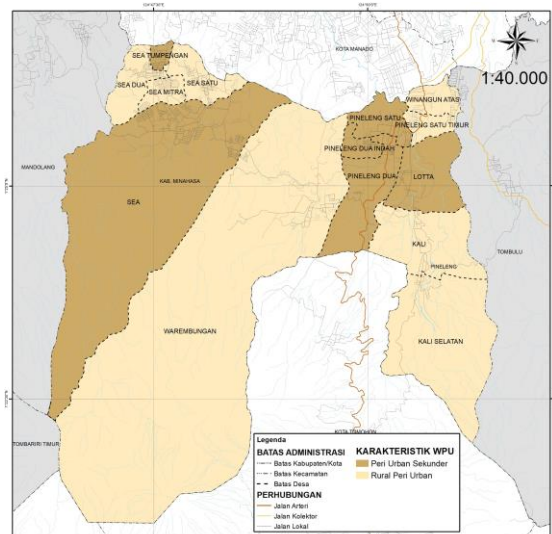 KOTA MANADO
1:40.000
SEA TUMPENGAN
SEA DUA
SEA SATU
SEA MITRA
WINANGUN ATAS
PINELENG SATU
PINELENG SATU TIMUR
PINELENG DUA INDAH
MANDOLANG
KAB. MINAHASA
PINELENG DUA
LOTTA
SEA
KALI
TOMBULU
PINELENG
WAREMBUNGAN
KALI SELATAN
TOMBARIRI TIMUR
KOTA TOMOHON
Legenda
BATAS ADMINISTRASI
Batas Kabupaten/Kota
Batas Kecamatan
Batas Desa
PERHUBUNGAN
Jalan Arteri
Jalan Kolektor
Jalan Lokal
KARAKTERISTIK WPU
Peri Urban Sekunder
Rural Peri Urban